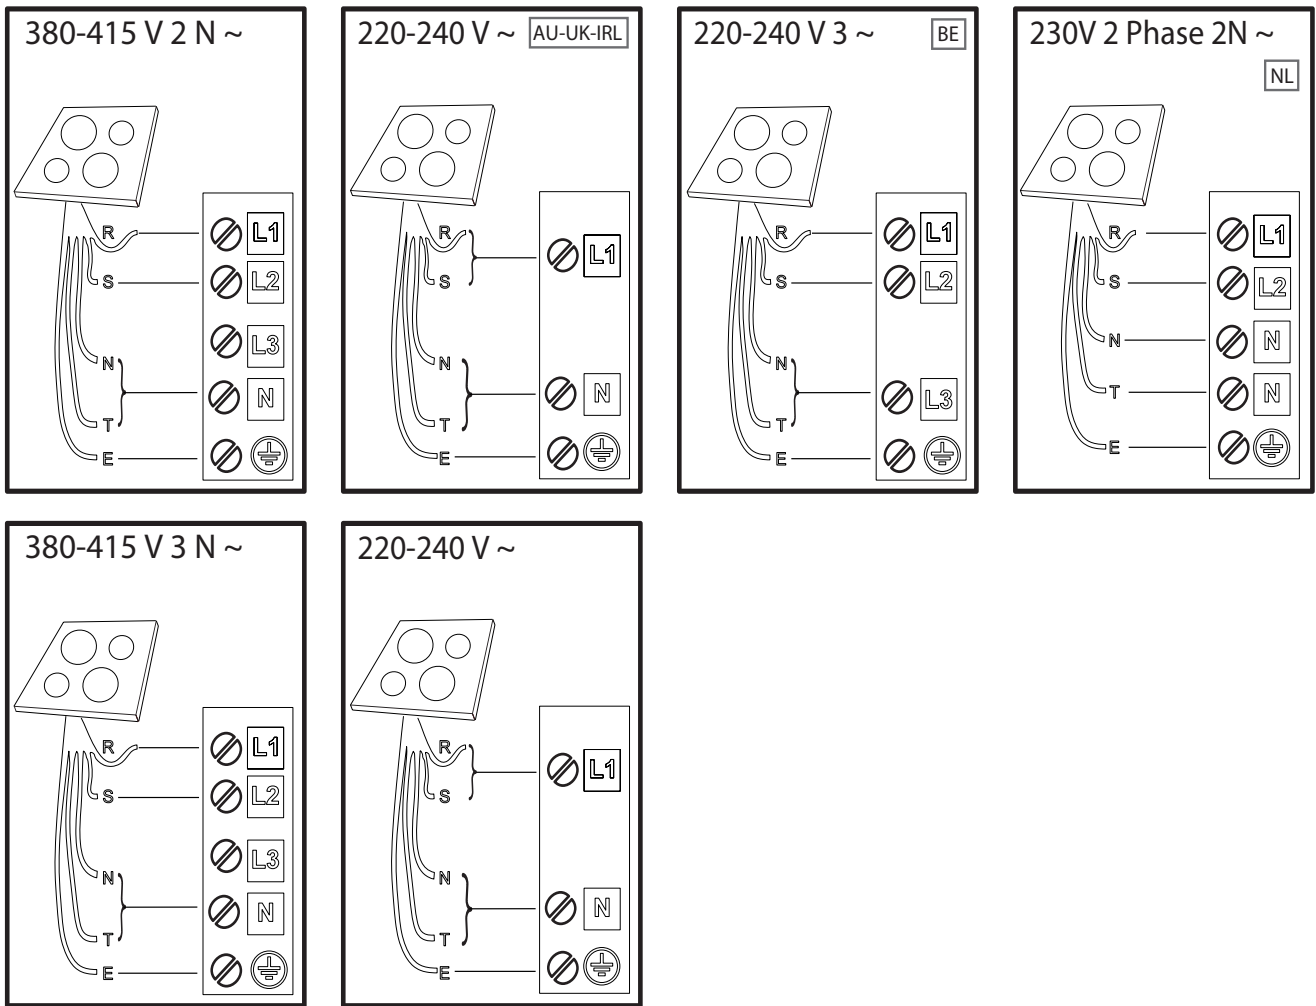 380-415 V 2 N ~
R L1
S L2
L3
N
N
T
E
220-240 V ~ AU-UK-IRL
R
L1
S
N
N
T
E
220-240 V 3 ~ BE
R L1
S L2
N
L3
T
E
230V 2 Phase 2N ~
NL
R L1
S L2
N N
T N
E
380-415 V 3 N ~
R L1
S L2
L3
N
N
T
E
220-240 V ~
R
L1
S
N
N
T
E